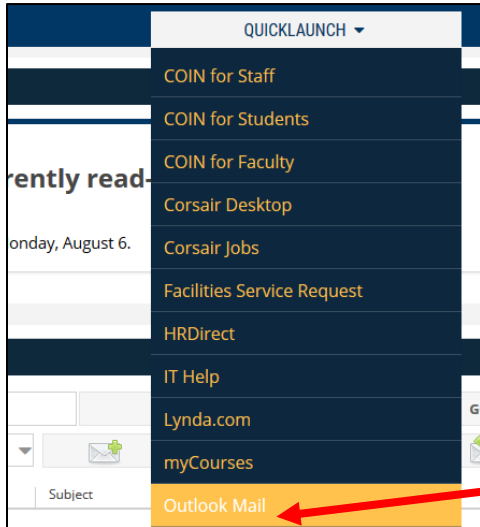 QUICKLAUNCH
COIN for Staff
COIN for Students
rently read-
COIN for Faculty
Corsair Desktop
onday, August 6.
Corsair Jobs
Facilities Service Request
HRDirect
IT Help
Lynda.com
G
myCourses
Subject
Outlook Mail